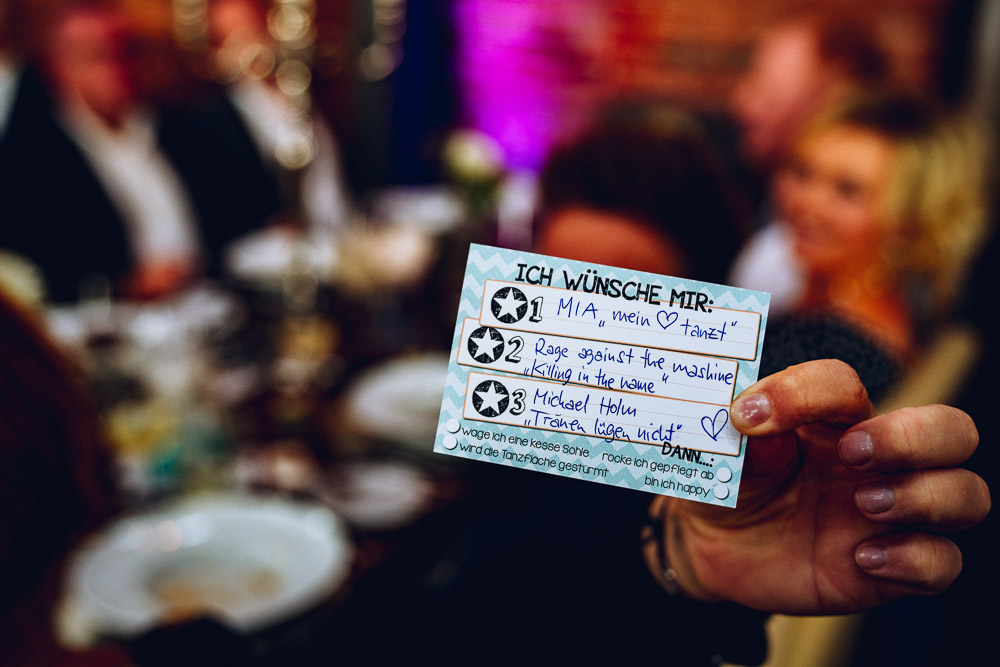 ICH WÜNSCHE MIR:
1 MIA „mein ♡ tanzt"
2 Rage against the mashine
„Killing in the name"
3 Michael Holm
„Tränen lügen nicht" ♡
DANN...:
wage ich eine kesse Sohle rocke ich gepflegt ab
wird die Tanzfläche gestürmt bin ich happy